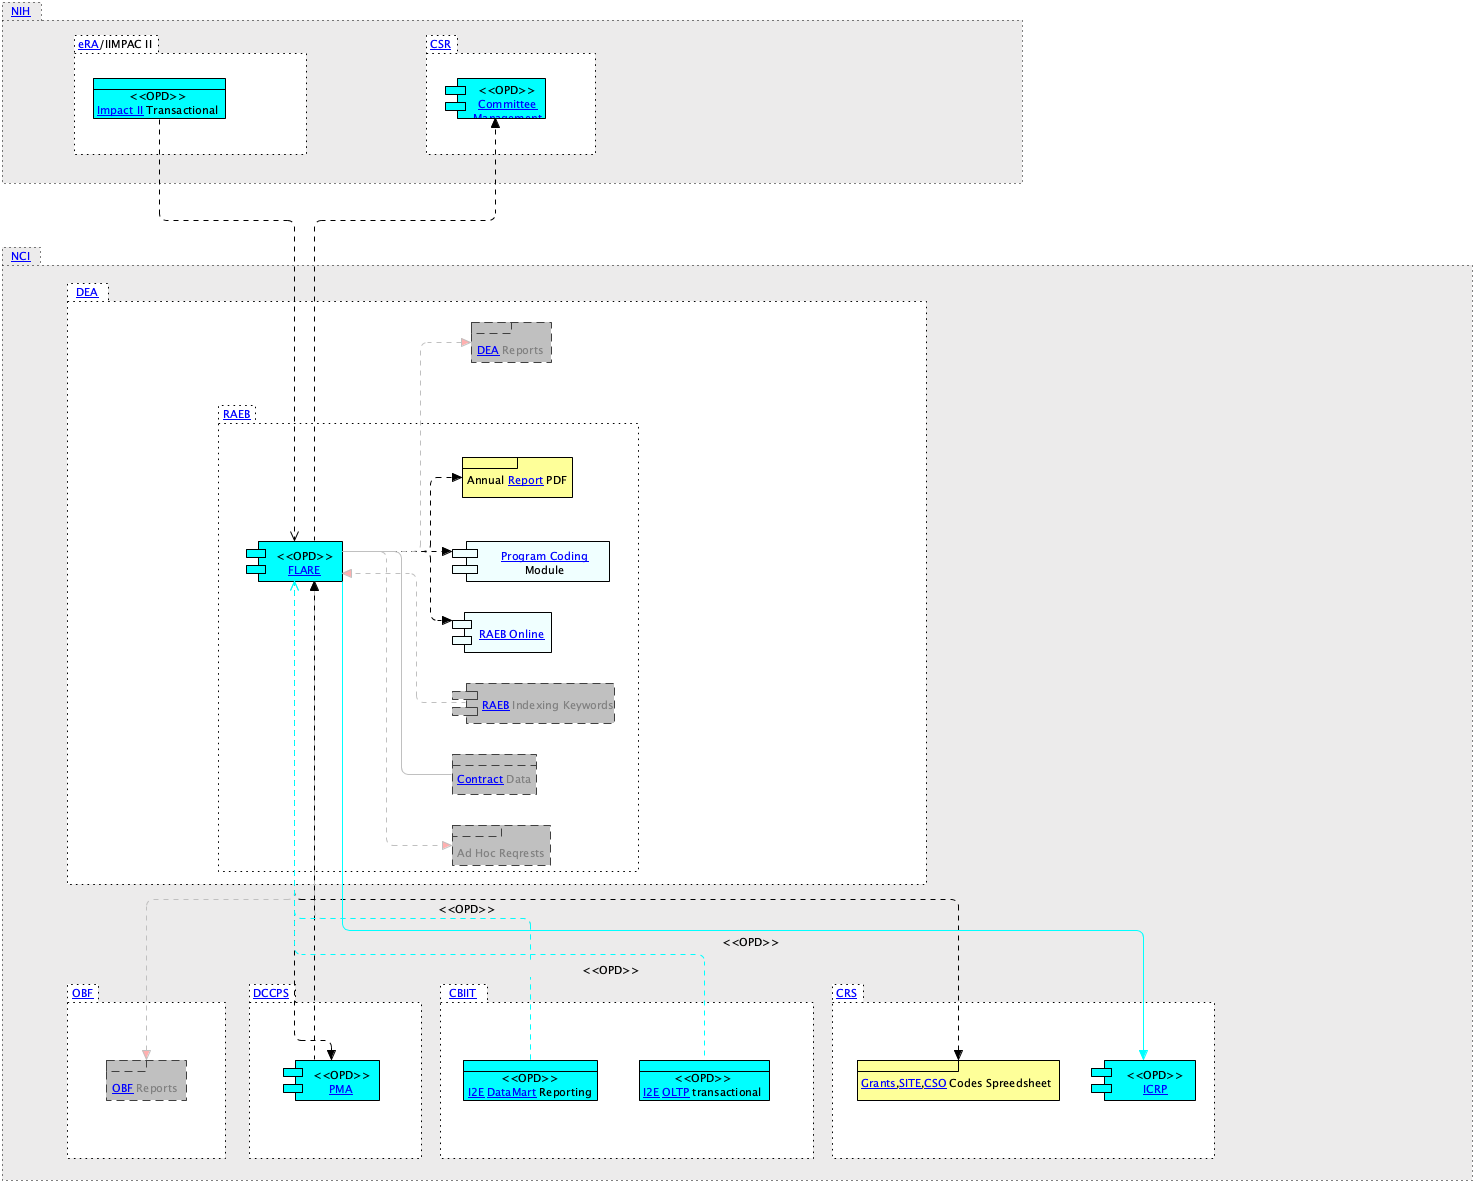 NIH
eRA/IIMPAC II
CSR
<<OPD>>
Impact II Transactional
<<OPD>>
Committee
Management
NCI
DEA
DEA Reports
RAEB
Annual Report PDF
<<OPD>>
FLARE
Program Coding
Module
RAEB Online
RAEB Indexing Keywords
Contract Data
Ad Hoc Reqrests
<<OPD>>
<<OPD>>
<<OPD>>
OBF
DCCPS
CBIIT
CRS
OBF Reports
<<OPD>>
PMA
<<OPD>>
I2E DataMart Reporting
<<OPD>>
I2E OLTP transactional
Grants,SITE,CSO Codes Spreedsheet
<<OPD>>
ICRP